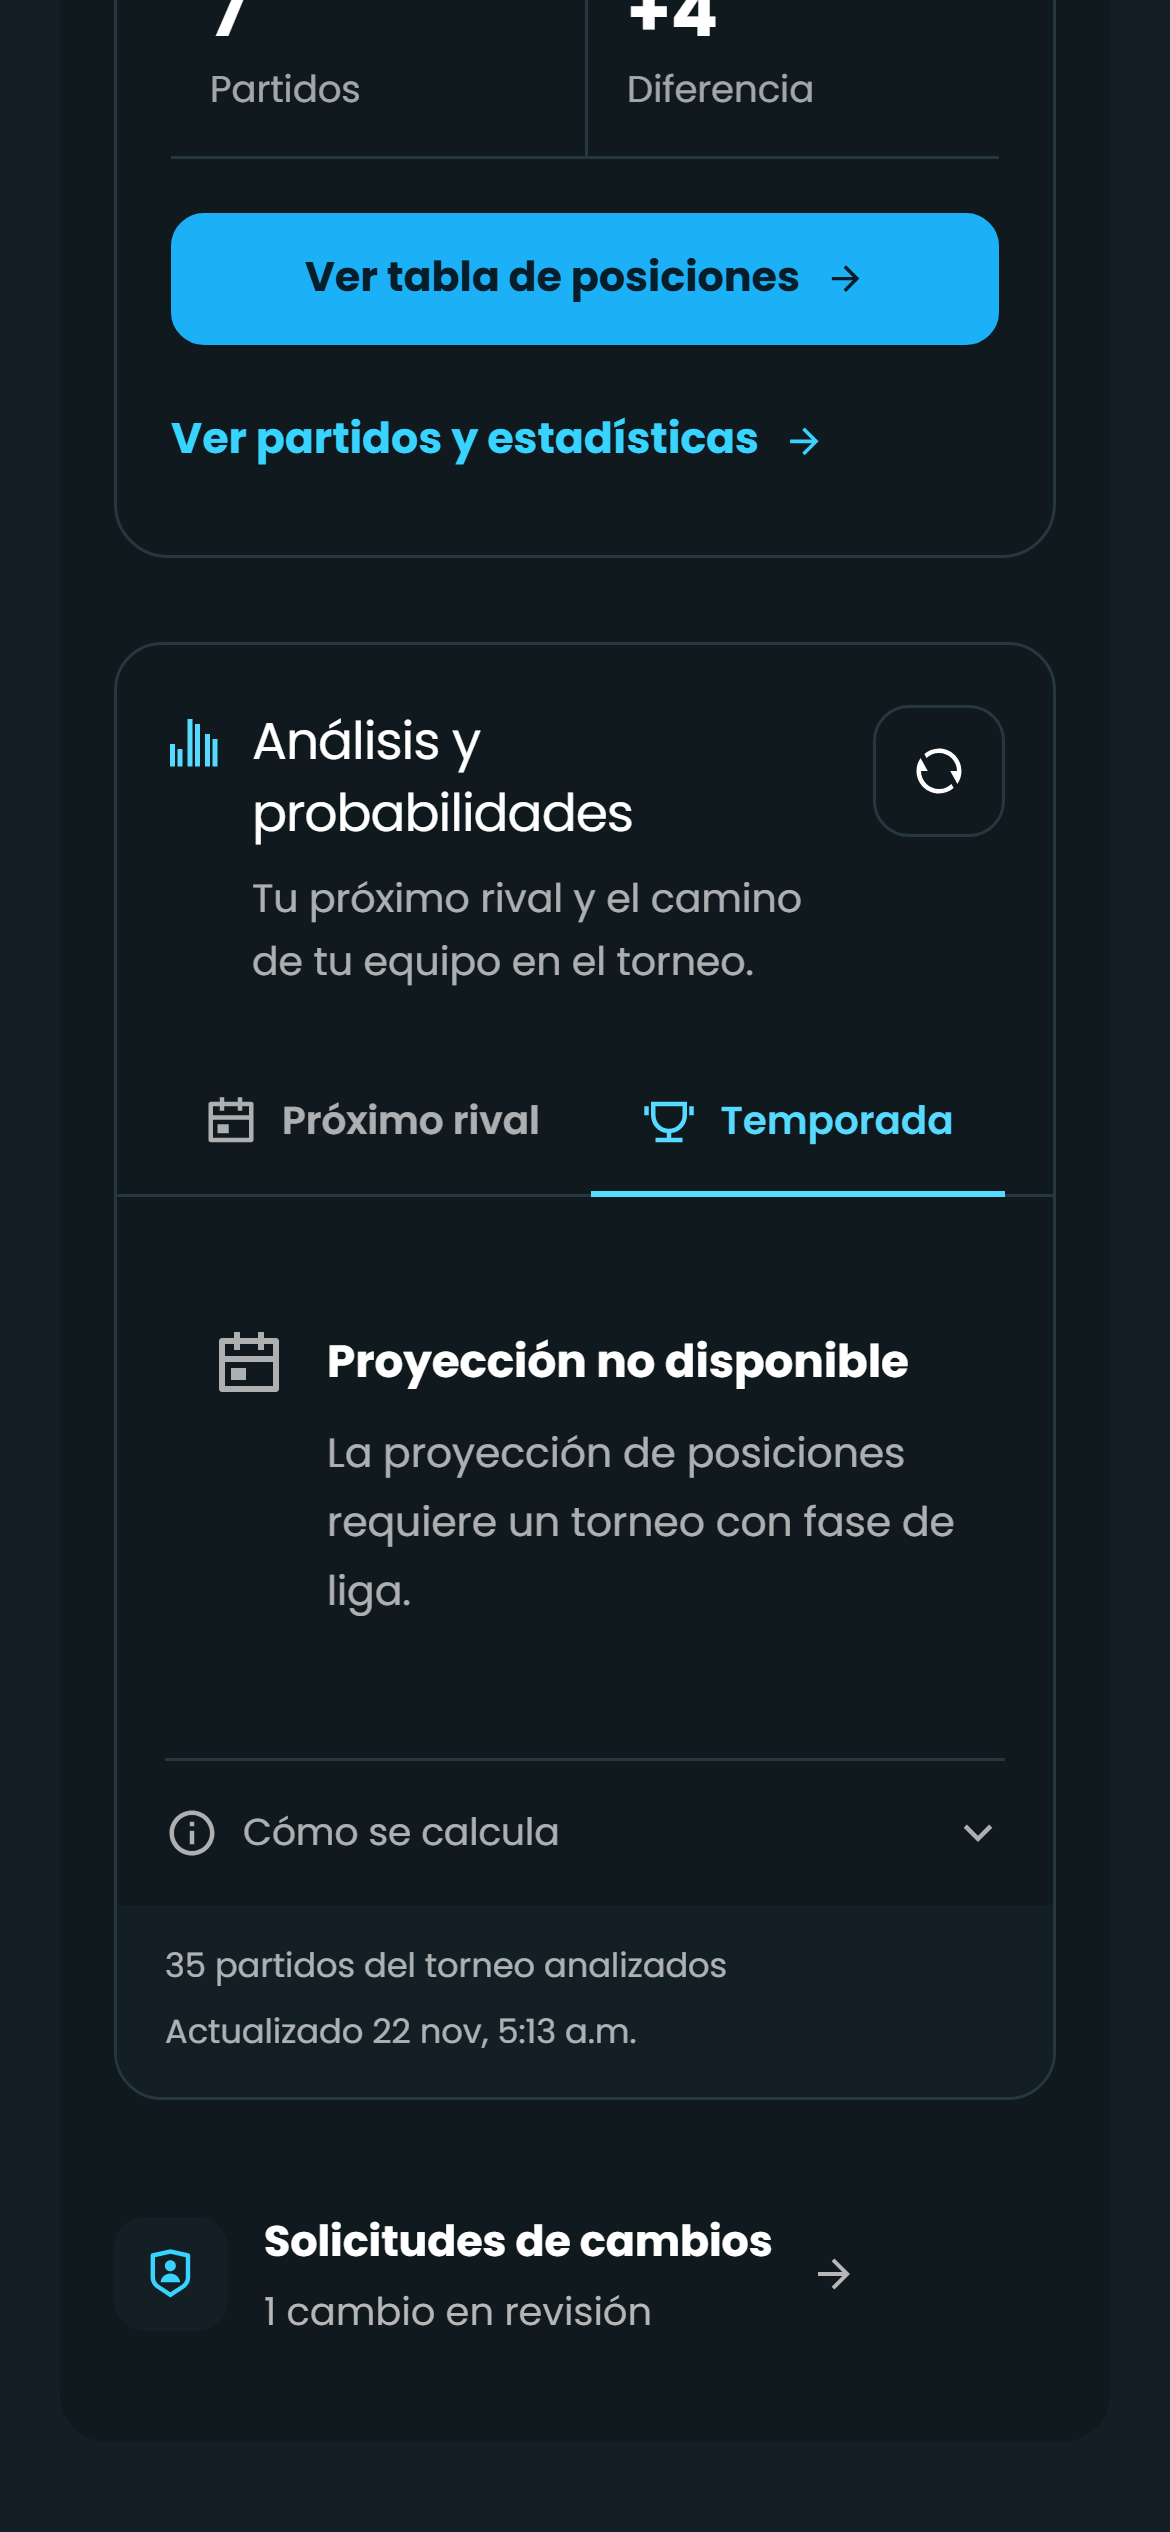 7
+4
Partidos
Diferencia
Ver tabla de posiciones
Ver partidos y estadísticas
Análisis y
probabilidades
Tu próximo rival y el camino
de tu equipo en el torneo.
Próximo rival
Temporada
Proyección no disponible
La proyección de posiciones
requiere un torneo con fase de
liga.
Cómo se calcula
35 partidos del torneo analizados
Actualizado 22 nov, 5:13 a.m.
Solicitudes de cambios
1 cambio en revisión